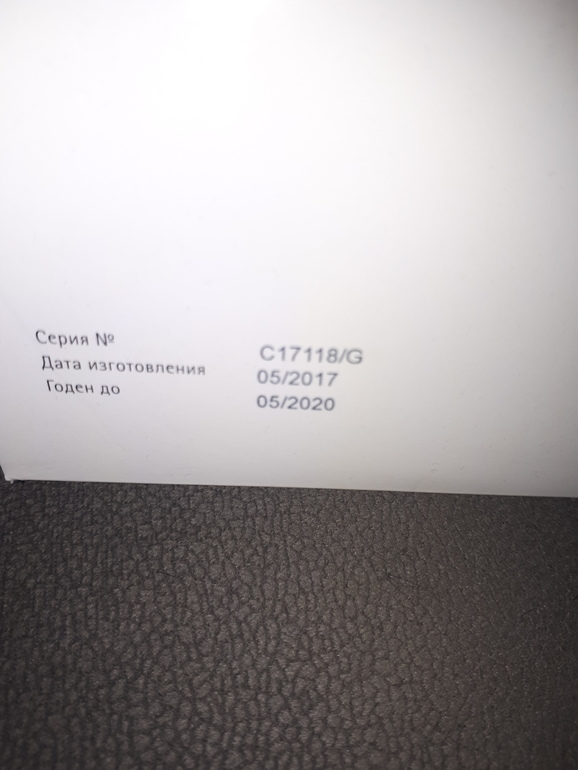 Серия № C17118/G
Дата изготовления 05/2017
Годен до 05/2020